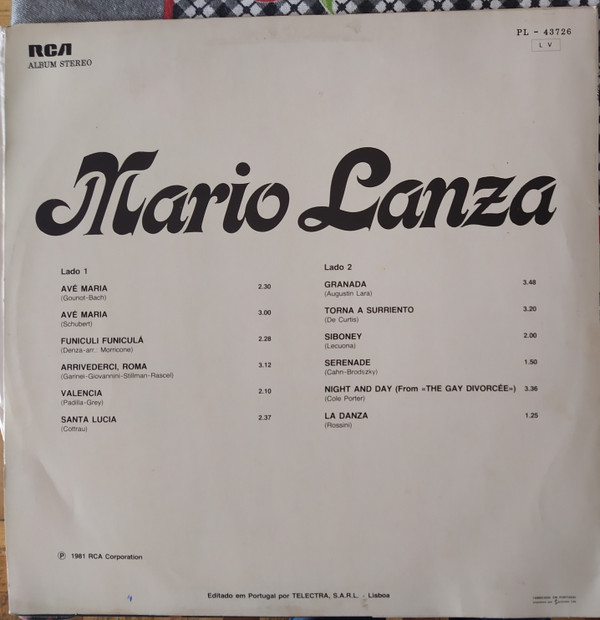 RCA
ALBUM STEREO
PL - 43726
L V
Mario Lanza
Lado 1
AVÉ MARIA 2.30
(Gounot-Bach)
AVÉ MARIA 3.00
(Schubert)
FUNICULI FUNICULÁ 2.28
(Denza-arr. Morricone)
ARRIVEDERCI, ROMA 3.12
(Gannei-Giovannini-Stillman-Rascel)
VALENCIA 2.10
(Padilla-Grey)
SANTA LUCIA 2.37
(Cottrau)
Lado 2
GRANADA 3.48
(Augustin Lara)
TORNA A SURRIENTO 3.20
(De Curtis)
SIBONEY 2.00
(Lecuona)
SERENADE 1.50
(Cahn-Brodszky)
NIGHT AND DAY (From «THE GAY DIVORCÉE») 3.36
(Cole Porter)
LA DANZA 1.25
(Rossini)
Ⓟ 1981 RCA Corporation
Editado em Portugal por TELECTRA, S.A.R.L. - Lisboa